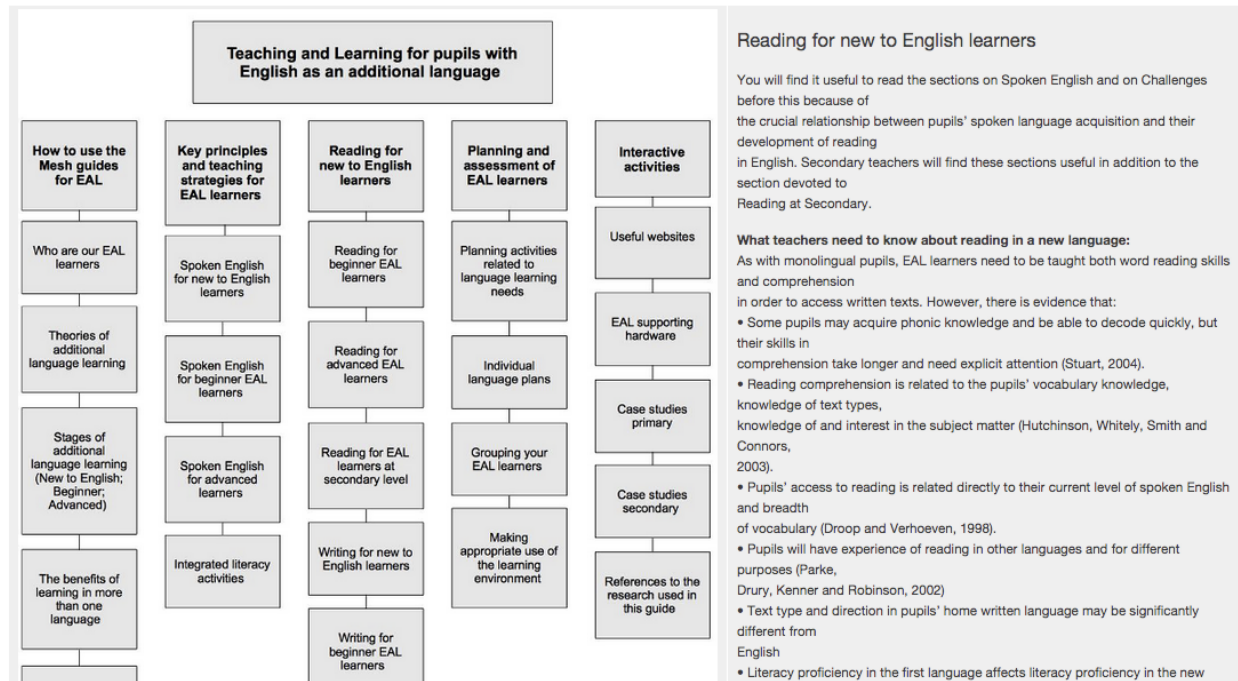 Teaching and Learning for pupils with
English as an additional language
How to use the
Mesh guides
for EAL
Who are our EAL
learners
Theories of
additional
language learning
Stages of
additional
language learning
(New to English;
Beginner;
Advanced)
The benefits of
learning in more
than one
language
Key principles
and teaching
strategies for
EAL learners
Spoken English
for new to English
learners
Spoken English
for beginner EAL
learners
Spoken English
for advanced
learners
Integrated literacy
activities
Reading for
new to English
learners
Reading for
beginner EAL
learners
Reading for
advanced EAL
learners
Reading for EAL
learners at
secondary level
Writing for new to
English learners
Writing for
beginner EAL
learners
Planning and
assessment of
EAL learners
Planning activities
related to
language learning
needs
Individual
language plans
Grouping your
EAL learners
Making
appropriate use of
the learning
environment
Interactive
activities
Useful websites
EAL supporting
hardware
Case studies
primary
Case studies
secondary
References to the
research used in
this guide
Reading for new to English learners
You will find it useful to read the sections on Spoken English and on Challenges
before this because of
the crucial relationship between pupils' spoken language acquisition and their
development of reading
in English. Secondary teachers will find these sections useful in addition to the
section devoted to
Reading at Secondary.
What teachers need to know about reading in a new language:
As with monolingual pupils, EAL learners need to be taught both word reading skills
and comprehension
in order to access written texts. However, there is evidence that:
• Some pupils may acquire phonic knowledge and be able to decode quickly, but
their skills in
comprehension take longer and need explicit attention (Stuart, 2004).
• Reading comprehension is related to the pupils' vocabulary knowledge,
knowledge of text types,
knowledge of and interest in the subject matter (Hutchinson, Whitely, Smith and
Connors,
2003).
• Pupils' access to reading is related directly to their current level of spoken English
and breadth
of vocabulary (Droop and Verhoeven, 1998).
• Pupils will have experience of reading in other languages and for different
purposes (Parke,
Drury, Kenner and Robinson, 2002)
• Text type and direction in pupils' home written language may be significantly
different from
English
• Literacy proficiency in the first language affects literacy proficiency in the new